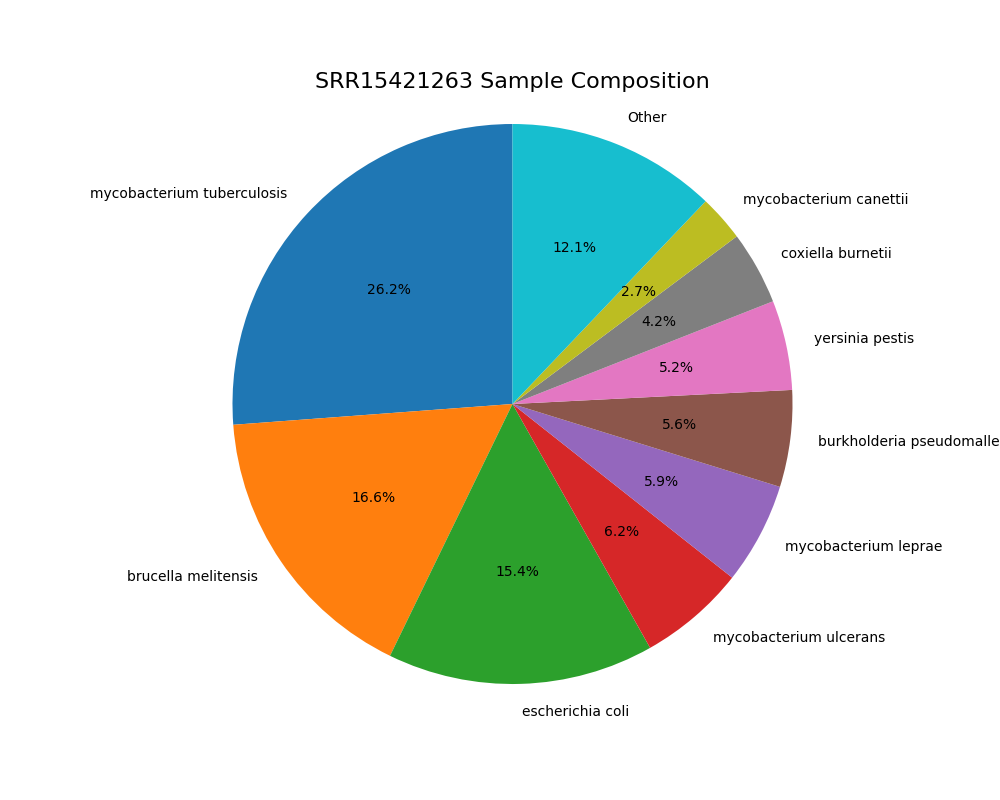 SRR15421263 Sample Composition
Other
mycobacterium tuberculosis
mycobacterium canettii
coxiella burnetii
12.1%
26.2%
2.7%
4.2%
yersinia pestis
5.2%
5.6%
burkholderia pseudomalle
5.9%
16.6%
6.2%
mycobacterium leprae
15.4%
brucella melitensis
mycobacterium ulcerans
escherichia coli